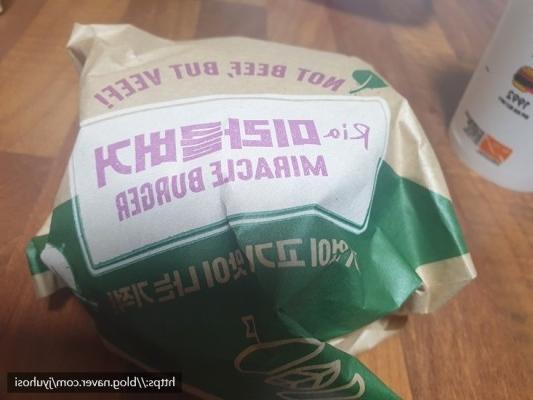 NOT BEEF, BUT VEEF!
Ria
미라클버거
MIRACLE BURGER
고기맛이 나는거지?
1992
https://blog.naver.com/jyuhosi